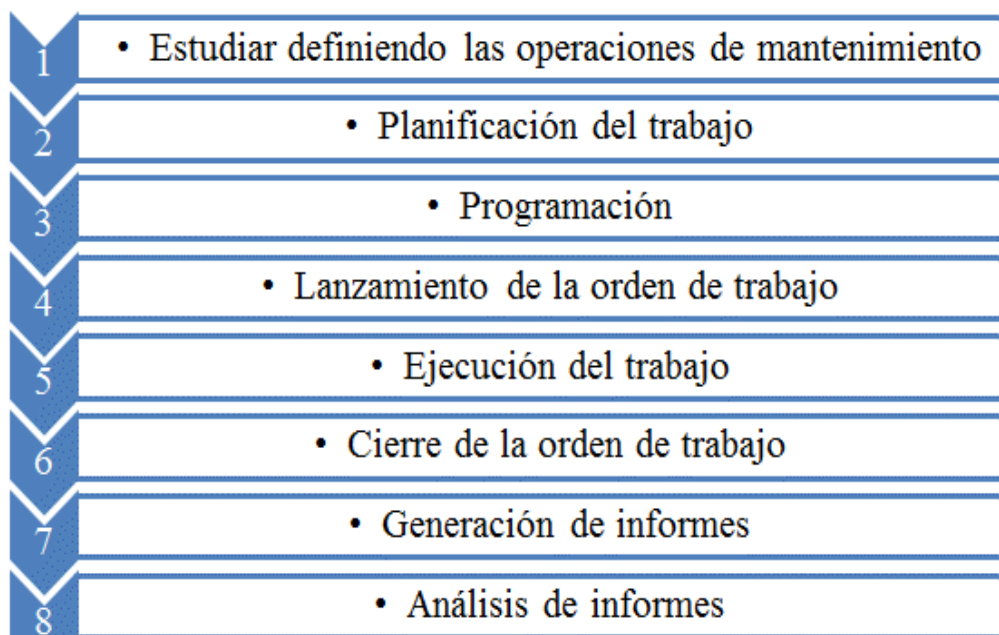 1 • Estudiar definiendo las operaciones de mantenimiento
2 • Planificación del trabajo
3 • Programación
4 • Lanzamiento de la orden de trabajo
5 • Ejecución del trabajo
6 • Cierre de la orden de trabajo
7 • Generación de informes
8 • Análisis de informes